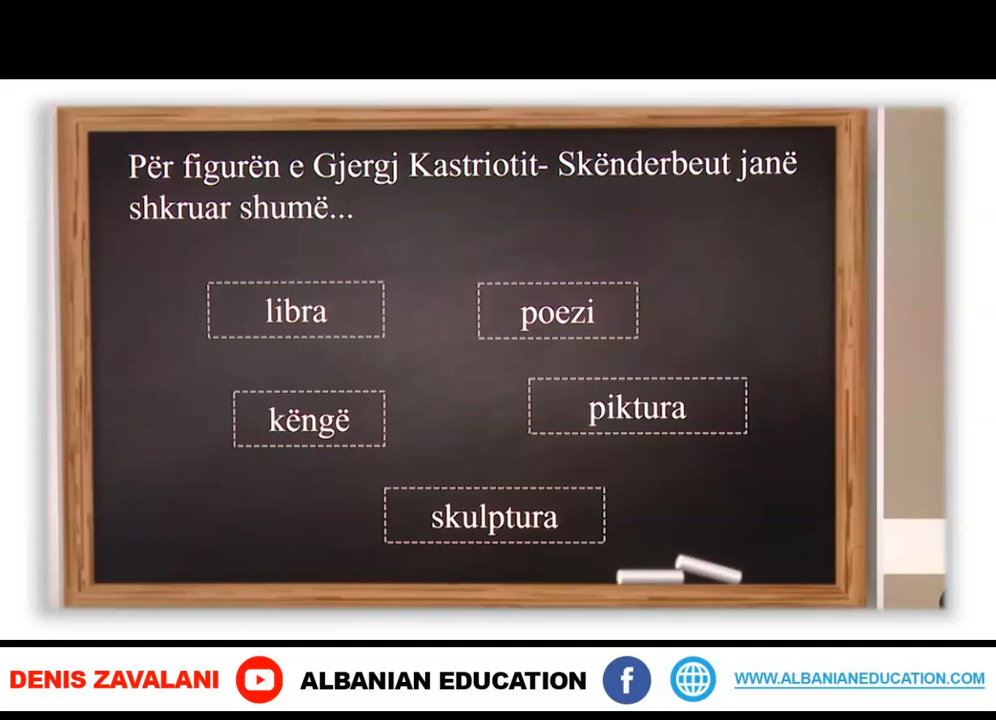 Për figurën e Gjergj Kastriotit- Skënderbeut janë
shkruar shumë...
libra
poezi
këngë
piktura
skulptura
DENIS ZAVALANI
ALBANIAN EDUCATION
WWW.ALBANIANEDUCATION.COM